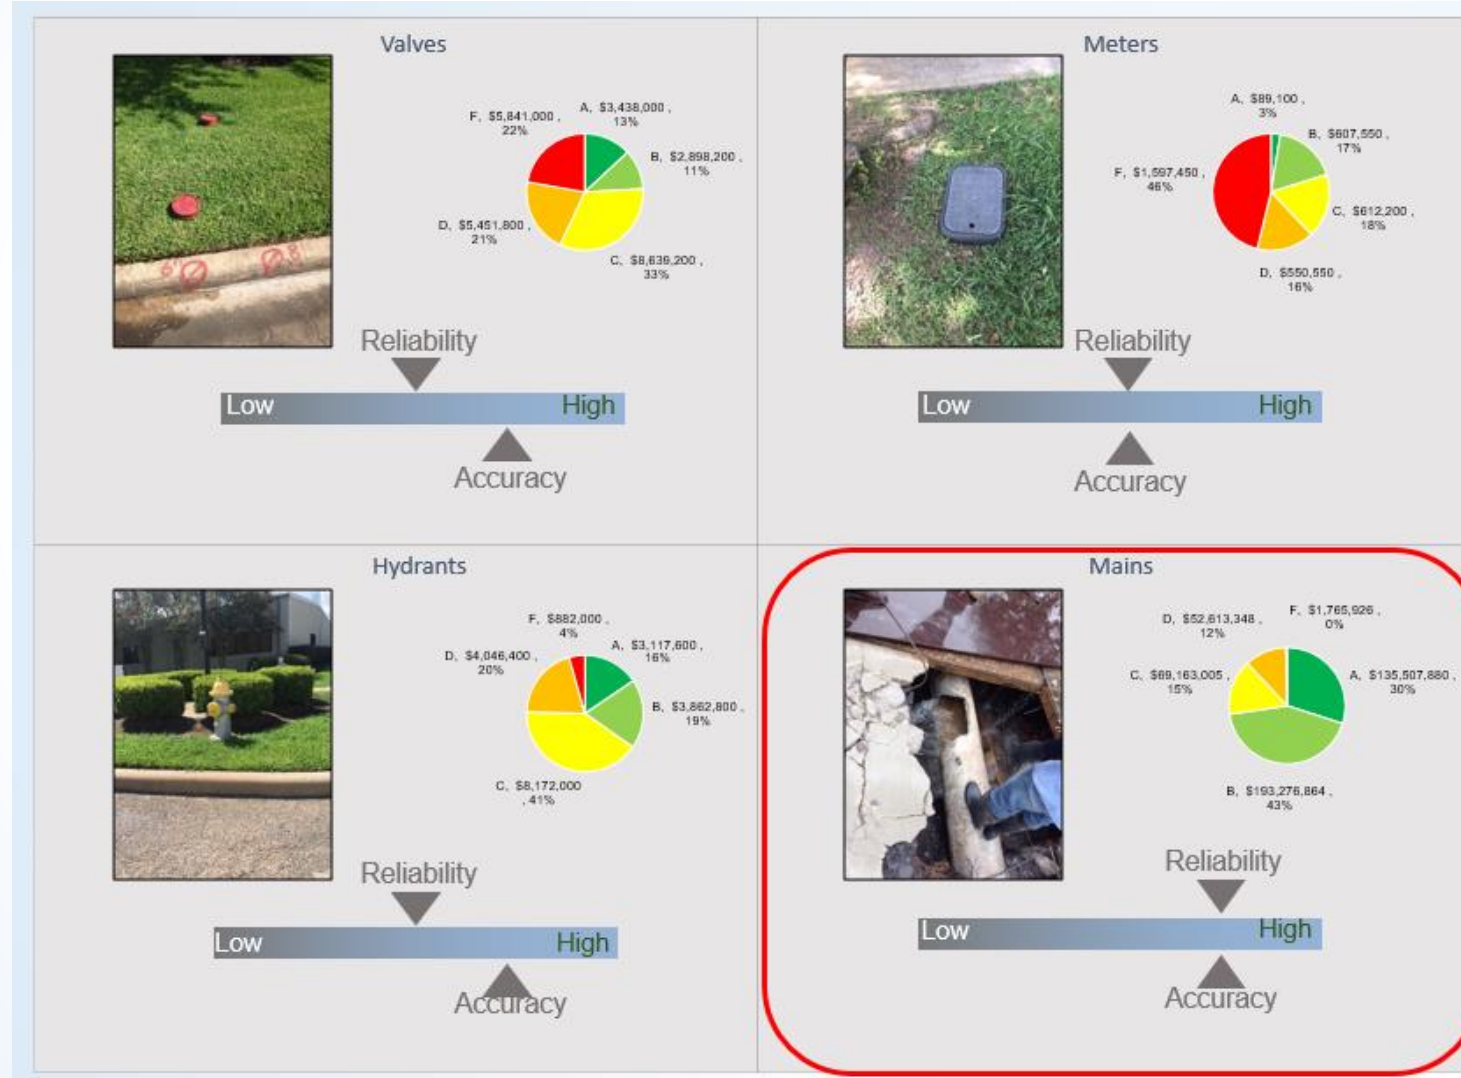 Valves
F, $5,841,000 ,
22%
A, $3,438,000 ,
13%
B, $2,898,200 ,
11%
D, $5,451,800 ,
21%
C, $8,639,200 ,
33%
Reliability
Low High
Accuracy
Meters
A, $89,100 ,
3%
B, $607,550 ,
17%
F, $1,597,450 ,
46%
C, $612,200 ,
18%
D, $550,550 ,
16%
Reliability
Low High
Accuracy
Hydrants
F, $882,000 ,
4%
A, $3,117,600 ,
16%
D, $4,046,400 ,
20%
B, $3,862,800 ,
19%
C, $8,172,000
, 41%
Reliability
Low High
Accuracy
Mains
D, $52,613,348 ,
12%
F, $1,765,926 ,
0%
C, $69,163,005 ,
15%
A, $135,507,880 ,
30%
B, $193,276,864 ,
43%
Reliability
Low High
Accuracy